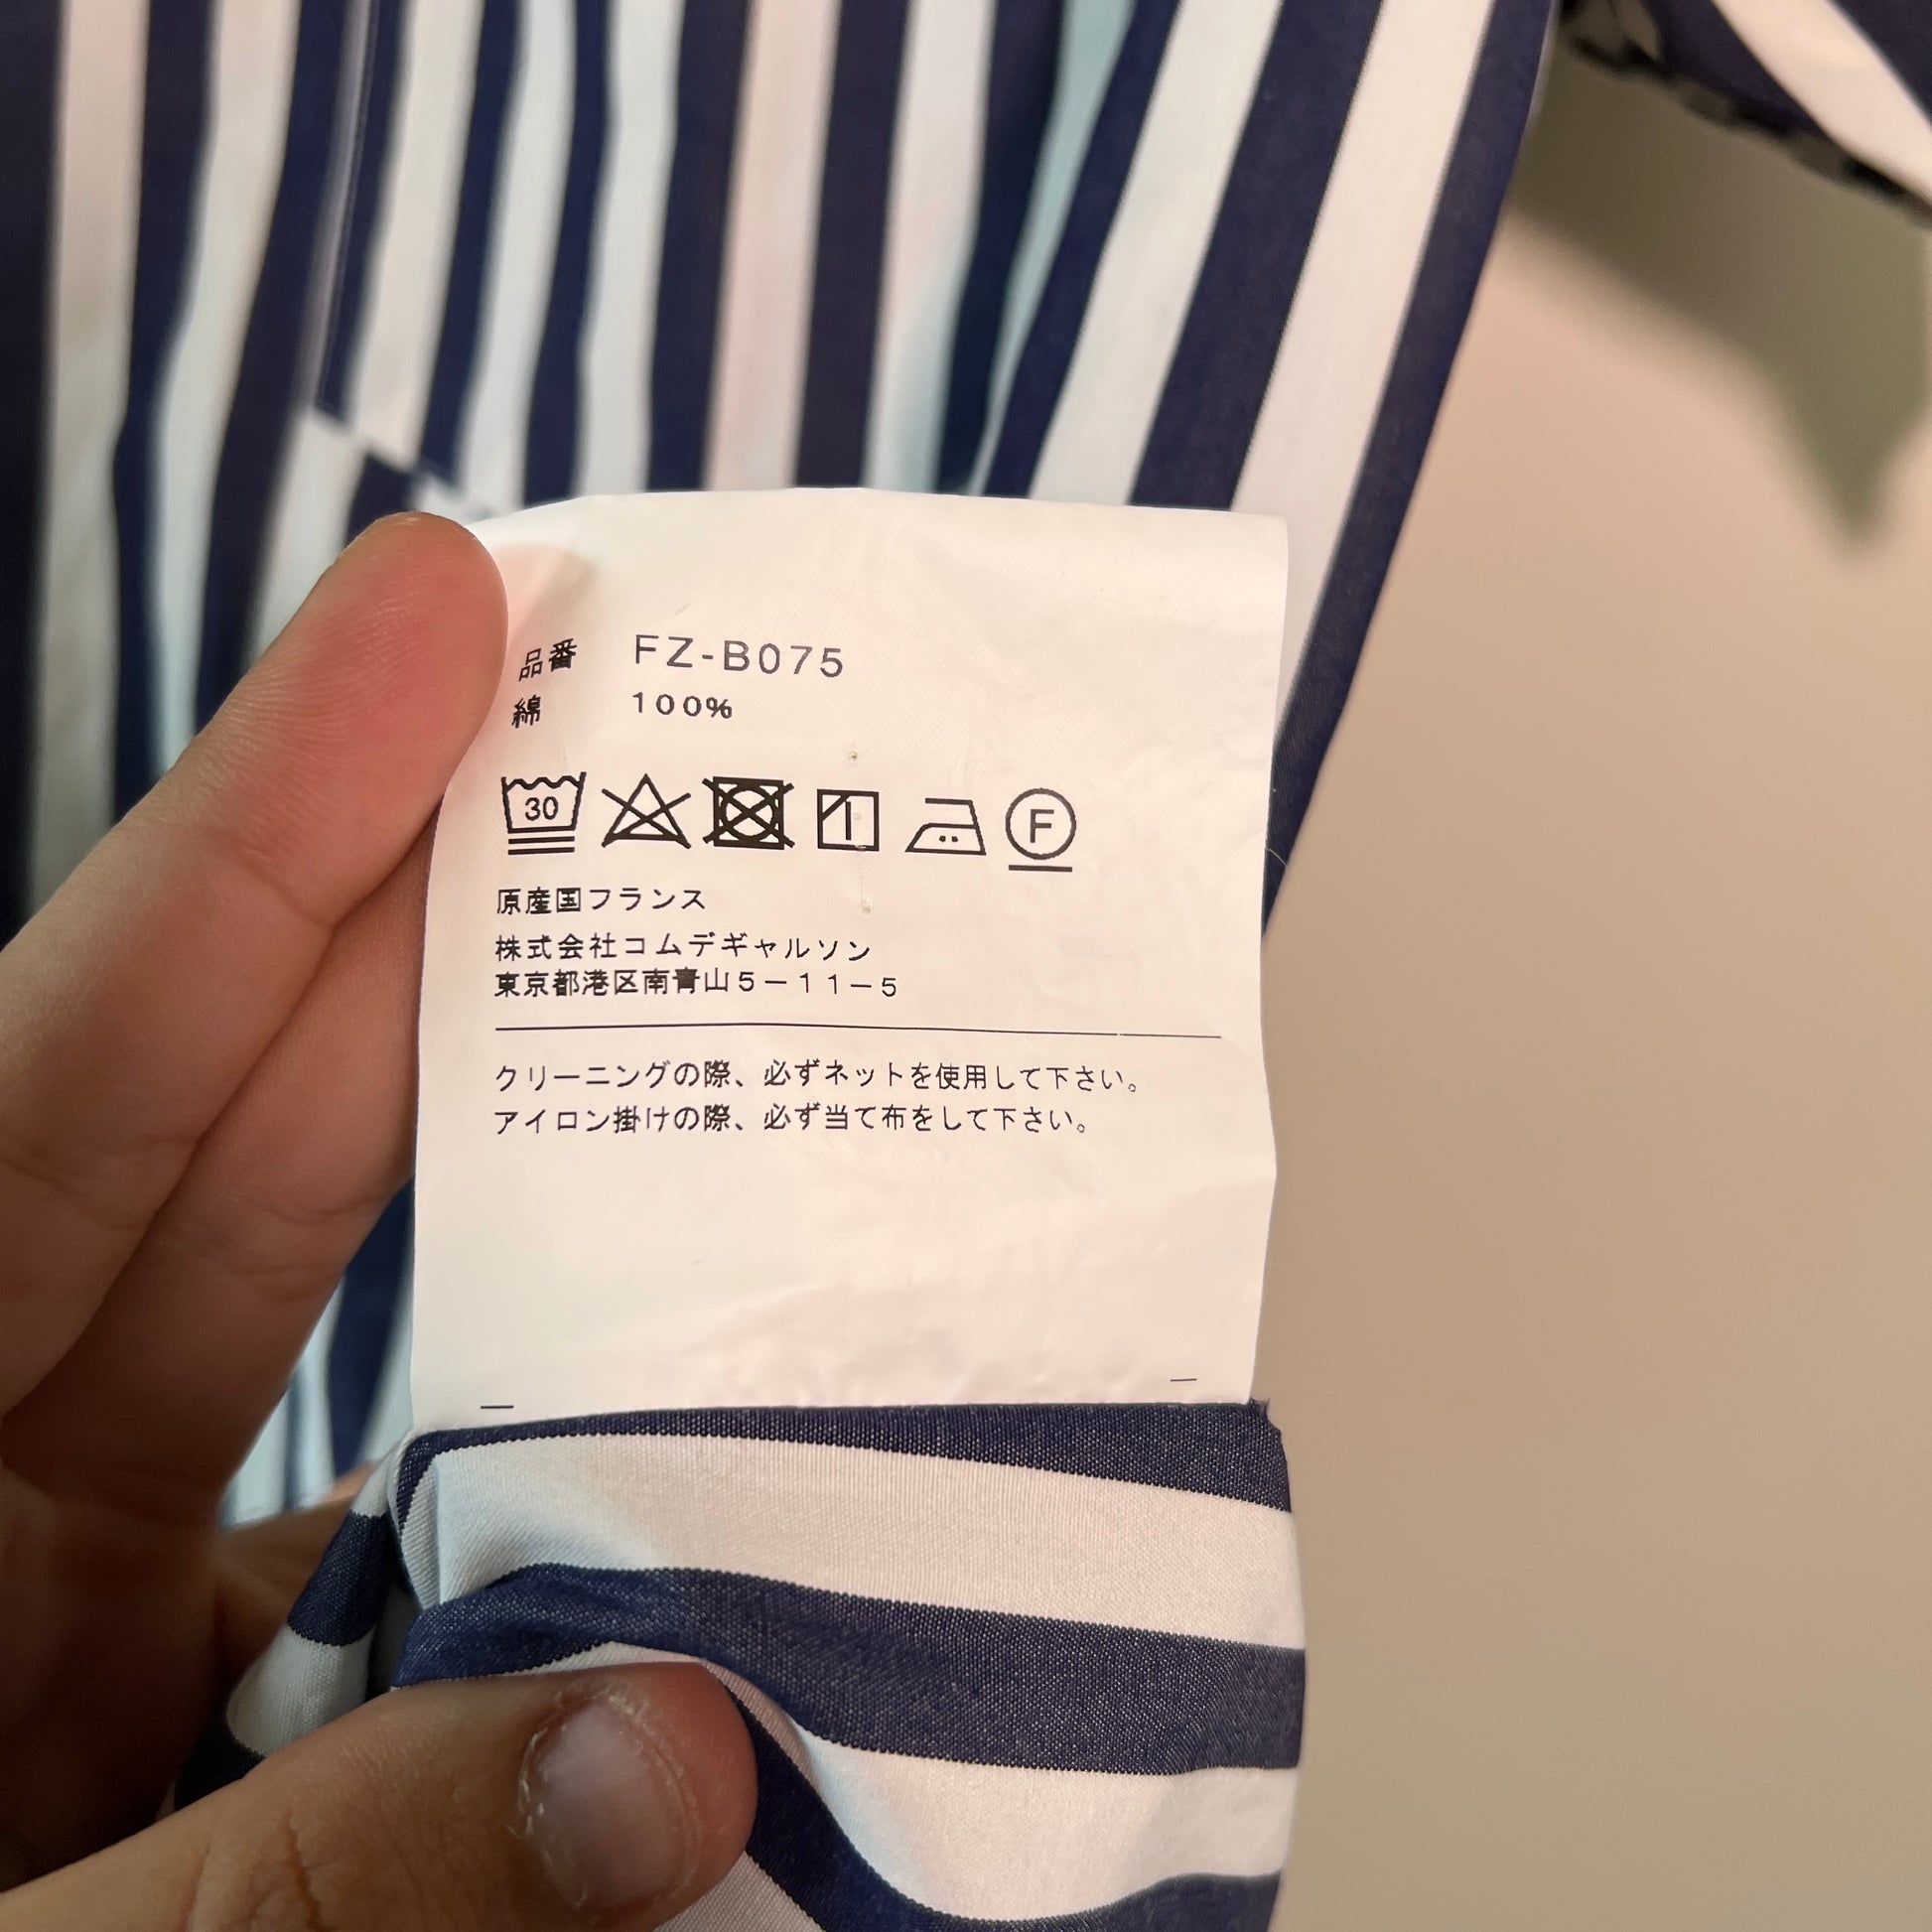 品番 FZ-B075
綿 100%
30 F
原産国フランス
株式会社コムデギャルソン
東京都港区南青山5－11－5
クリーニングの際、必ずネットを使用して下さい。
アイロン掛けの際、必ず当て布をして下さい。